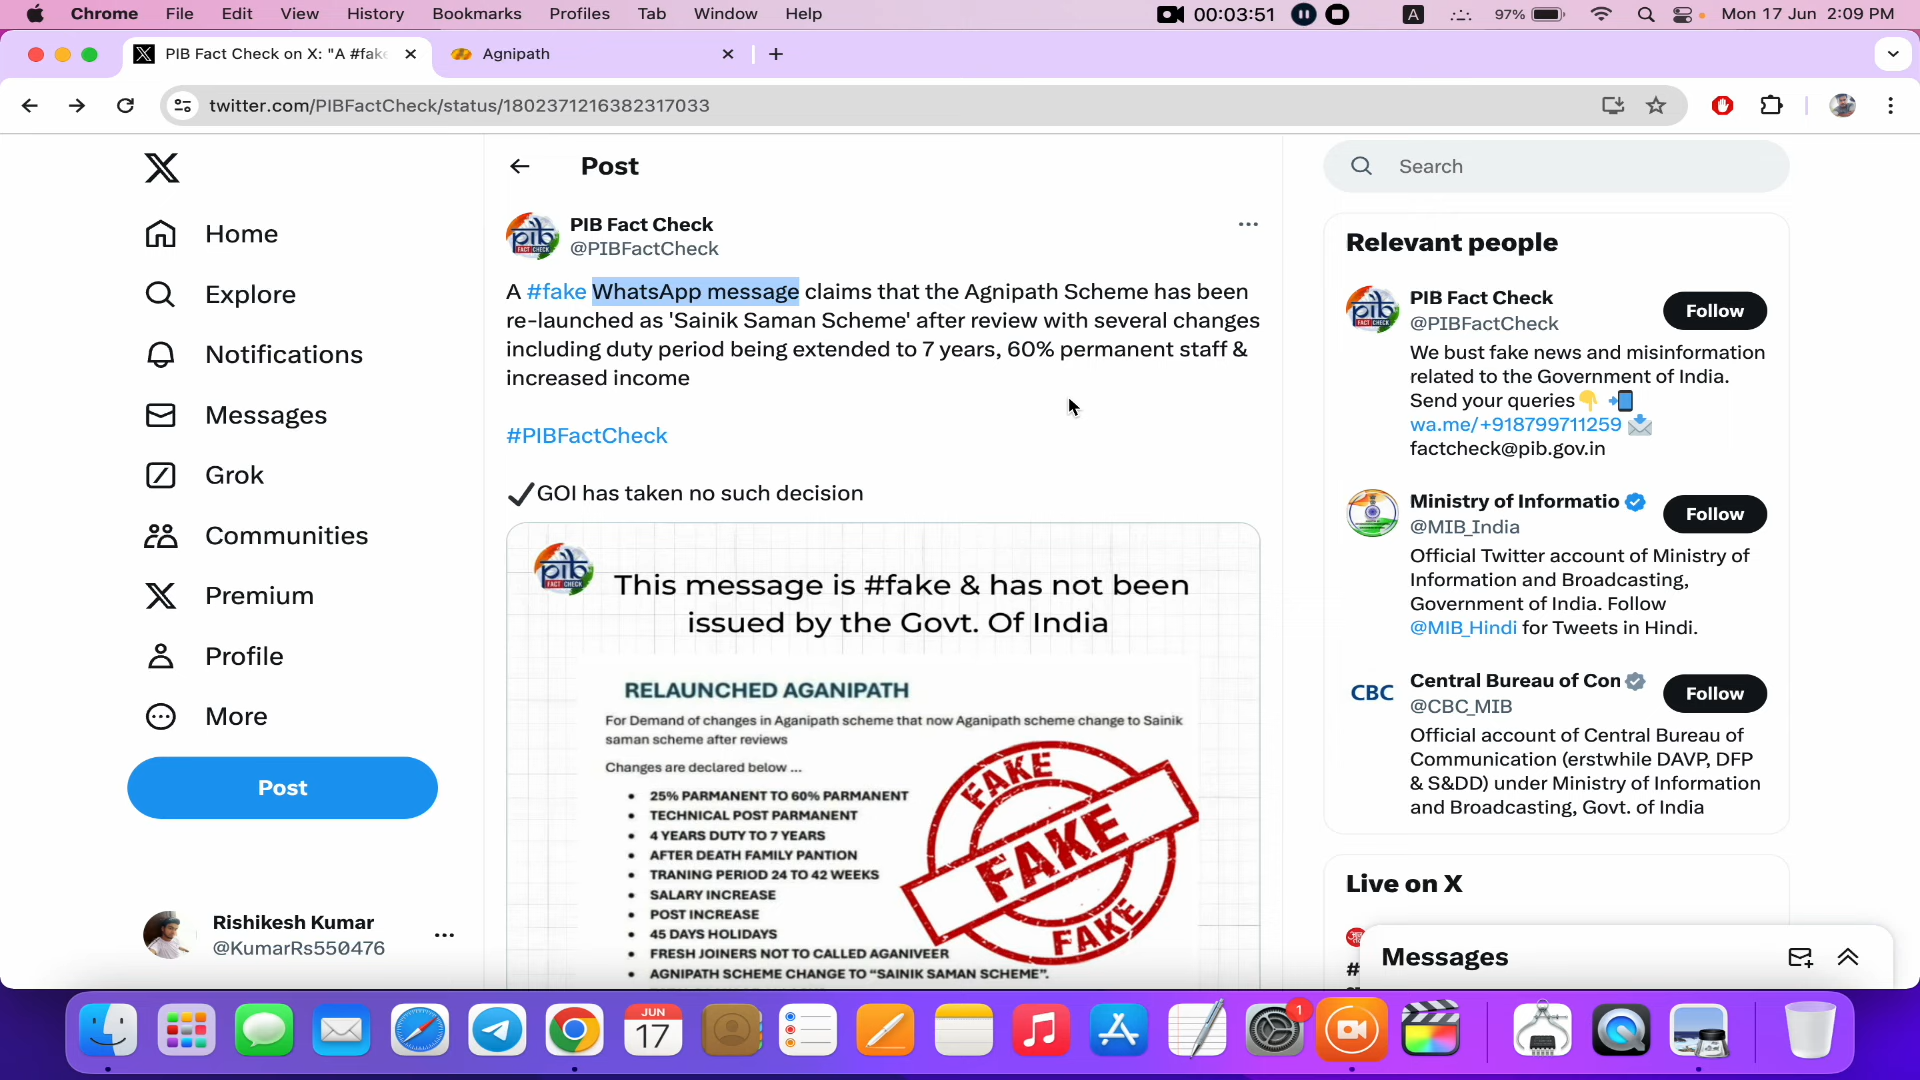 Chrome File Edit View History Bookmarks Profiles Tab Window Help 00:03:51 A 97% Mon 17 Jun 2:09 PM
PIB Fact Check on X: "A #fake Agnipath
twitter.com/PIBFactCheck/status/1802371216382317033
Home
Explore
Notifications
Messages
Grok
Communities
Premium
Profile
More
Post
Rishikesh Kumar
@KumarRs550476
Post
PIB Fact Check
@PIBFactCheck
A #fake WhatsApp message claims that the Agnipath Scheme has been
re-launched as 'Sainik Saman Scheme' after review with several changes
including duty period being extended to 7 years, 60% permanent staff &
increased income
#PIBFactCheck
✔GOI has taken no such decision
pib
FACT CHECK
This message is #fake & has not been
issued by the Govt. Of India
RELAUNCHED AGANIPATH
For Demand of changes in Aganipath scheme that now Aganipath scheme change to Sainik
saman scheme after reviews
Changes are declared below ...
• 25% PARMANENT TO 60% PARMANENT
• TECHNICAL POST PARMANENT
• 4 YEARS DUTY TO 7 YEARS
• AFTER DEATH FAMILY PANTION
• TRANING PERIOD 24 TO 42 WEEKS
• SALARY INCREASE
• POST INCREASE
• 45 DAYS HOLIDAYS
• FRESH JOINERS NOT TO CALLED AGANIVEER
• AGNIPATH SCHEME CHANGE TO “SAINIK SAMAN SCHEME”.
FAKE
FAKE
FAKE
Search
Relevant people
PIB Fact Check
@PIBFactCheck
Follow
We bust fake news and misinformation
related to the Government of India.
Send your queries👇 📲
wa.me/+918799711259 📩
factcheck@pib.gov.in
Ministry of Informatio
@MIB_India
Follow
Official Twitter account of Ministry of
Information and Broadcasting,
Government of India. Follow
@MIB_Hindi for Tweets in Hindi.
CBC
Central Bureau of Con
@CBC_MIB
Follow
Official account of Central Bureau of
Communication (erstwhile DAVP, DFP
& S&DD) under Ministry of Information
and Broadcasting, Govt. of India
Live on X
#
Messages
JUN
17
1